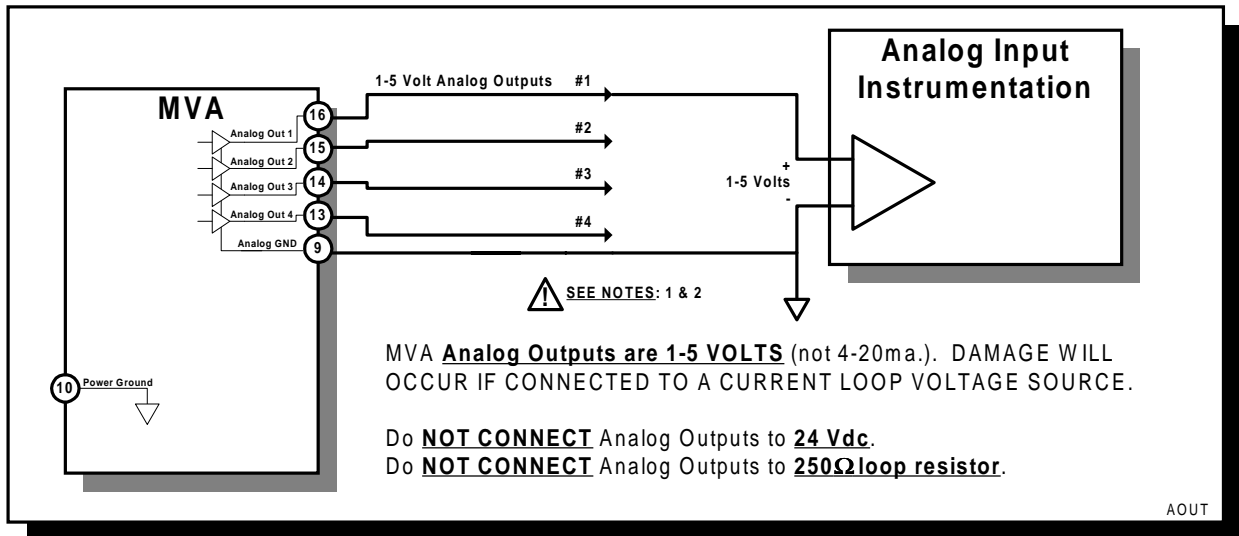 Analog Input
Instrumentation
1-5 Volt Analog Outputs #1
MVA
16
Analog Out 1
#2
15
Analog Out 2
#3
14
Analog Out 3
13
Analog Out 4
#4
Analog GND
9
+
1-5 Volts
-
! SEE NOTES: 1 & 2
MVA Analog Outputs are 1-5 VOLTS (not 4-20ma.). DAMAGE WILL
OCCUR IF CONNECTED TO A CURRENT LOOP VOLTAGE SOURCE.
10 Power Ground
Do NOT CONNECT Analog Outputs to 24 Vdc.
Do NOT CONNECT Analog Outputs to 250Ω loop resistor.
AOUT